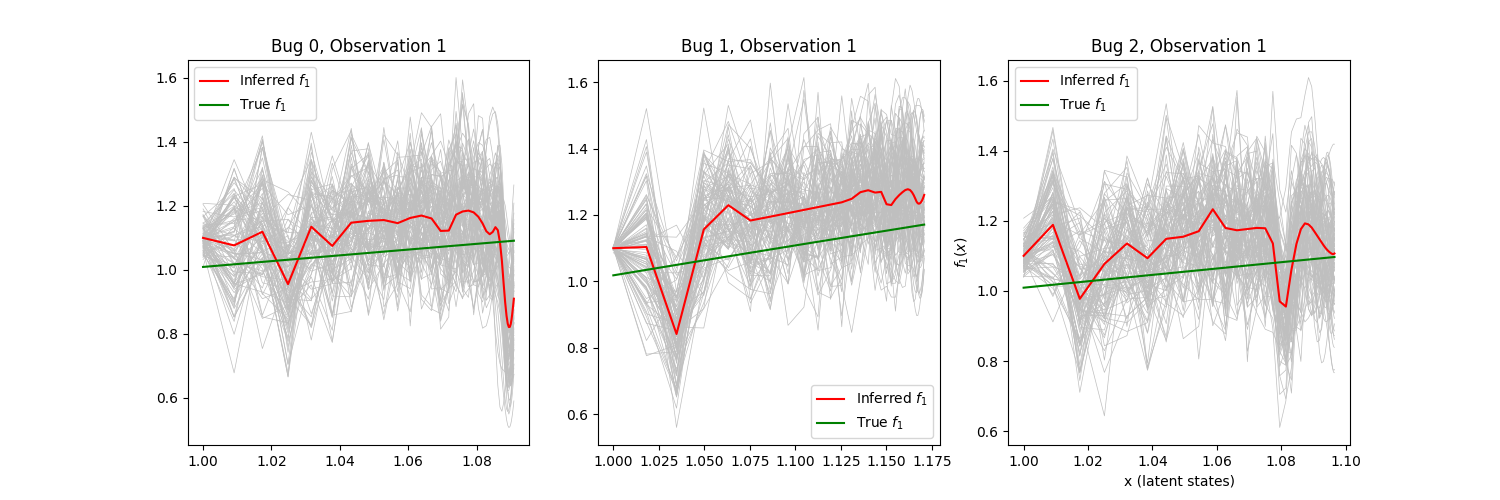 Bug 0, Observation 1
Inferred f₁
True f₁
1.6
1.4
1.2
1.0
0.8
0.6
1.00 1.02 1.04 1.06 1.08
Bug 1, Observation 1
1.6
1.4
1.2
1.0
0.8
0.6
Inferred f₁
True f₁
1.000 1.025 1.050 1.075 1.100 1.125 1.150 1.175
Bug 2, Observation 1
Inferred f₁
True f₁
f₁(x)
1.6
1.4
1.2
1.0
0.8
0.6
1.00 1.02 1.04 1.06 1.08 1.10
x (latent states)